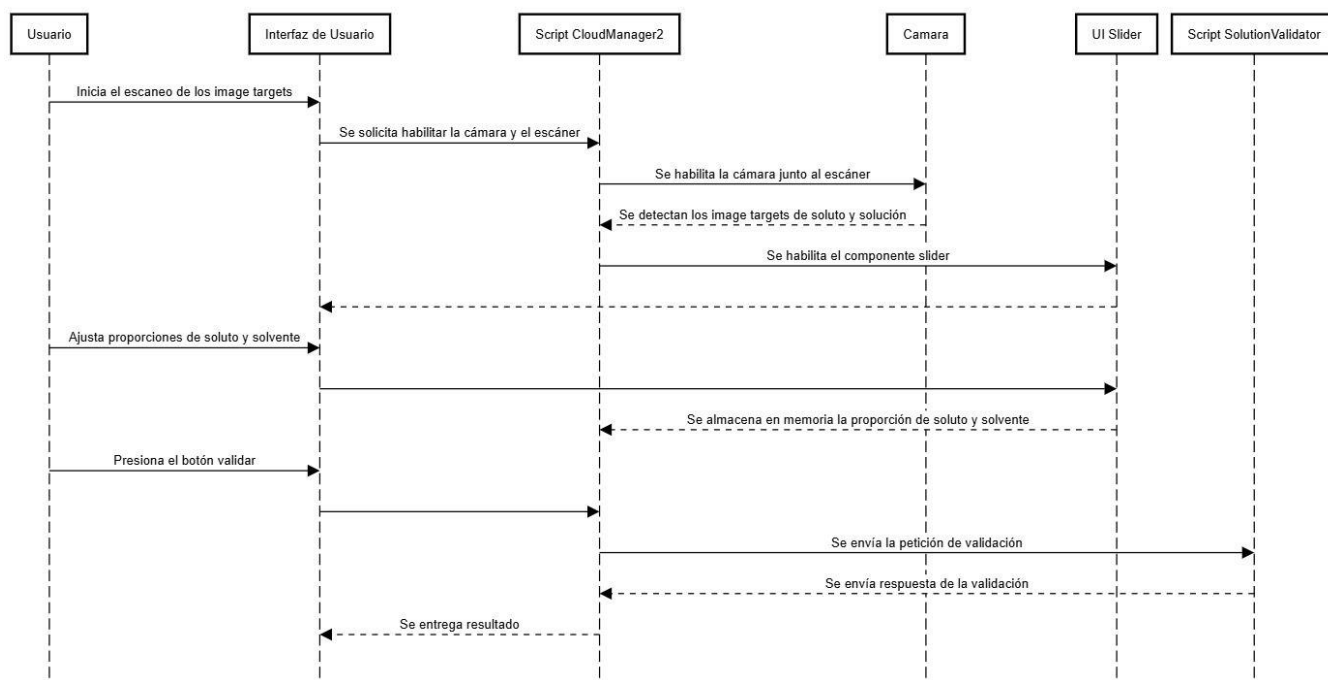 Usuario
Interfaz de Usuario
Script CloudManager2
Camara
UI Slider
Script SolutionValidator
Inicia el escaneo de los image targets
Se solicita habilitar la cámara y el escáner
Se habilita la cámara junto al escáner
Se detectan los image targets de soluto y solución
Se habilita el componente slider
Ajusta proporciones de soluto y solvente
Se almacena en memoria la proporción de soluto y solvente
Presiona el botón validar
Se envía la petición de validación
Se envía respuesta de la validación
Se entrega resultado